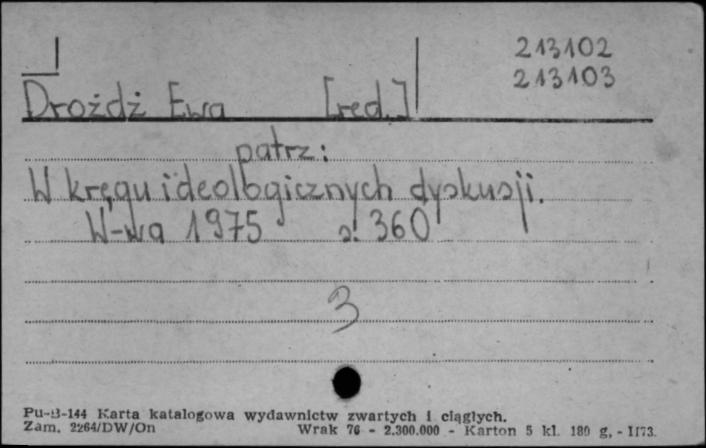 213102
213103
Drożdż Ewa [red.]
patrz:
W kręgu ideologicznych dyskusji.
W-wa 1975 s. 360
3
Pu-B-144 Karta katalogowa wydawnictw zwartych i ciągłych.
Zam. 2264/DW/On Wrak 76 - 2.300.000 - Karton 5 kl. 180 g. - II73.